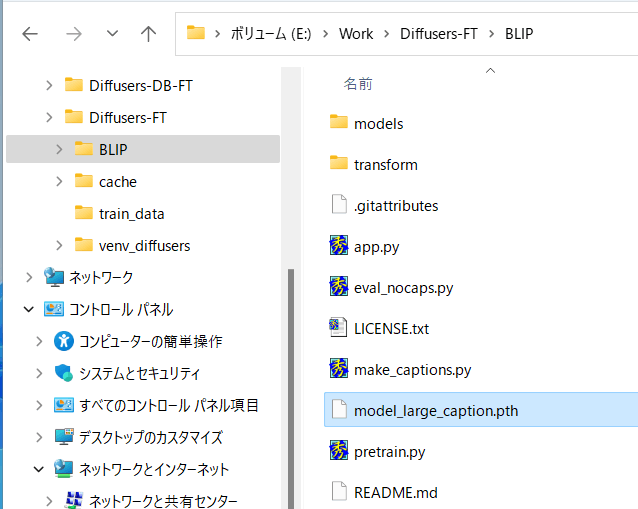 ボリューム (E:) › Work › Diffusers-FT › BLIP
Diffusers-DB-FT
Diffusers-FT
BLIP
cache
train_data
venv_diffusers
ネットワーク
コントロール パネル
コンピューターの簡単操作
システムとセキュリティ
すべてのコントロール パネル項目
デスクトップのカスタマイズ
ネットワークとインターネット
ネットワークと共有センター
名前
models
transform
.gitattributes
app.py
eval_nocaps.py
LICENSE.txt
make_captions.py
model_large_caption.pth
pretrain.py
README.md